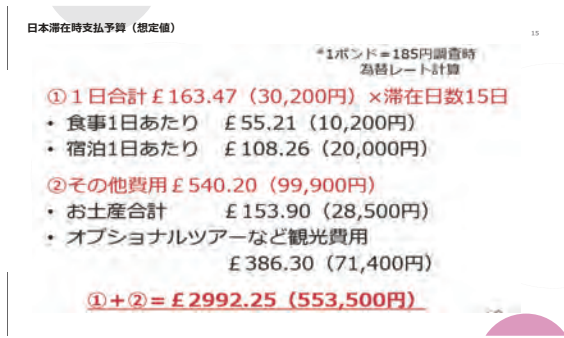 日本滞在時支払予算（想定値）
15
*1ポンド＝185円調査時
為替レート計算
①１日合計￡163.47（30,200円）×滞在日数15日
・ 食事1日あたり ￡55.21（10,200円）
・ 宿泊1日あたり ￡108.26（20,000円）
②その他費用￡540.20（99,900円）
・ お土産合計 ￡153.90（28,500円）
・ オプショナルツアーなど観光費用
￡386.30（71,400円）
①+②=￡2992.25（553,500円）